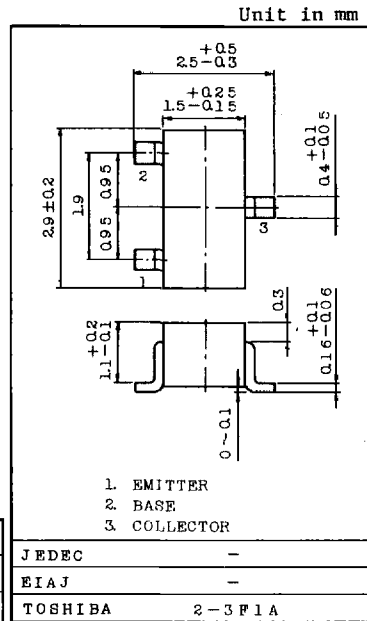 Unit in mm
+0.5
2.5-0.3
+0.25
1.5-0.15
2.9±0.2
1.9
0.95
0.95
2
1
3
+0.1
0.4-0.05
+0.2
1.1-0.1
0.3
+0.1
0.16-0.06
0~0.1
1. EMITTER
2. BASE
3. COLLECTOR
JEDEC -
EIAJ -
TOSHIBA 2-3F1A